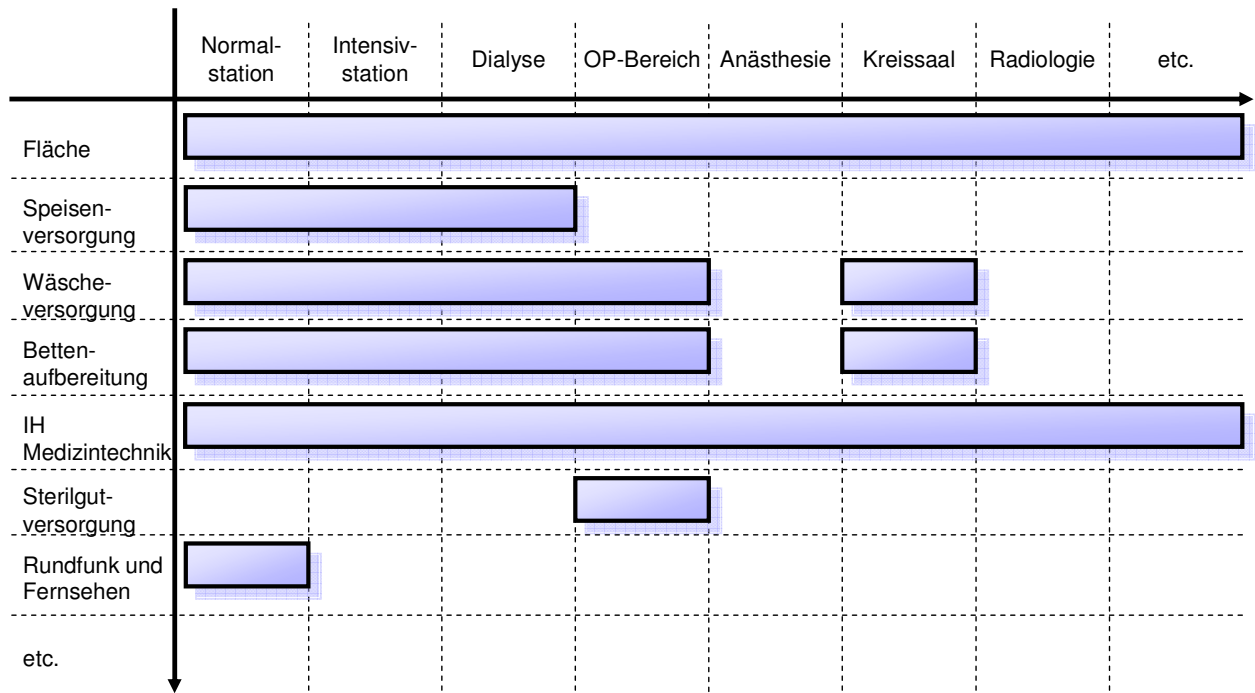 Normal-
station
Intensiv-
station
Dialyse
OP-Bereich
Anästhesie
Kreissaal
Radiologie
etc.
Fläche
Speisen-
versorgung
Wäsche-
versorgung
Betten-
aufbereitung
IH
Medizintechnik
Sterilgut-
versorgung
Rundfunk und
Fernsehen
etc.